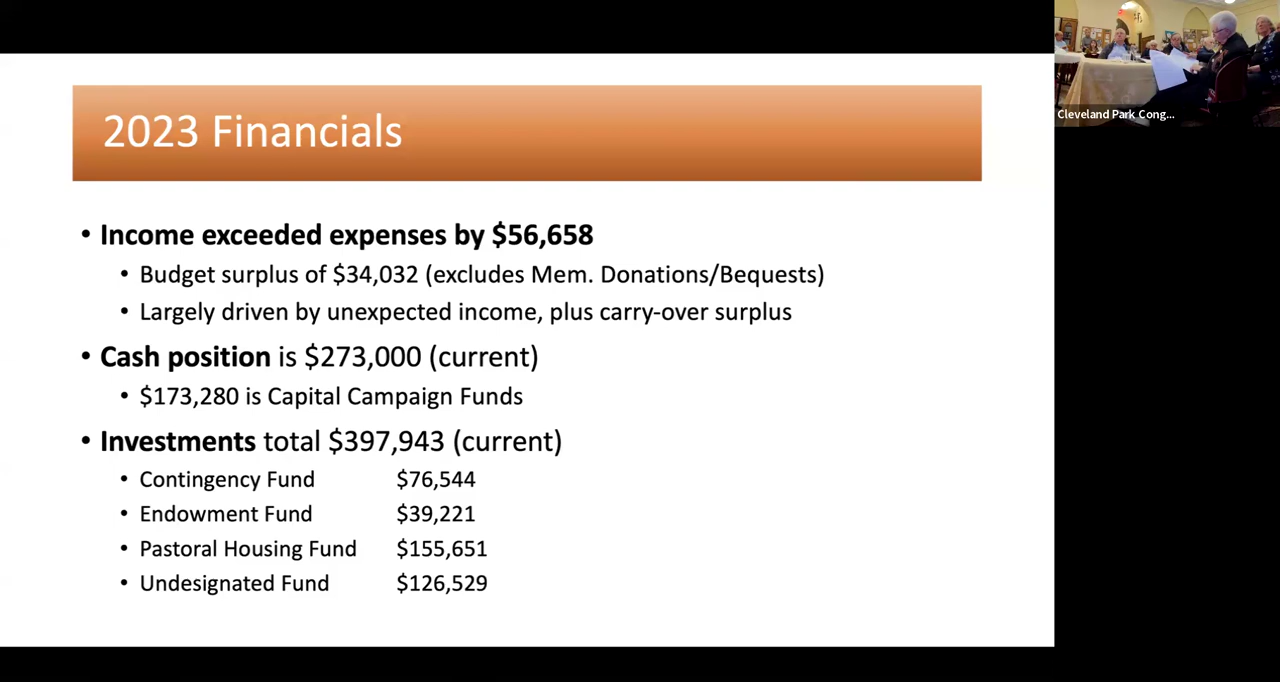 2023 Financials
• Income exceeded expenses by $56,658
• Budget surplus of $34,032 (excludes Mem. Donations/Bequests)
• Largely driven by unexpected income, plus carry-over surplus
• Cash position is $273,000 (current)
• $173,280 is Capital Campaign Funds
• Investments total $397,943 (current)
• Contingency Fund $76,544
• Endowment Fund $39,221
• Pastoral Housing Fund $155,651
• Undesignated Fund $126,529
Cleveland Park Cong...